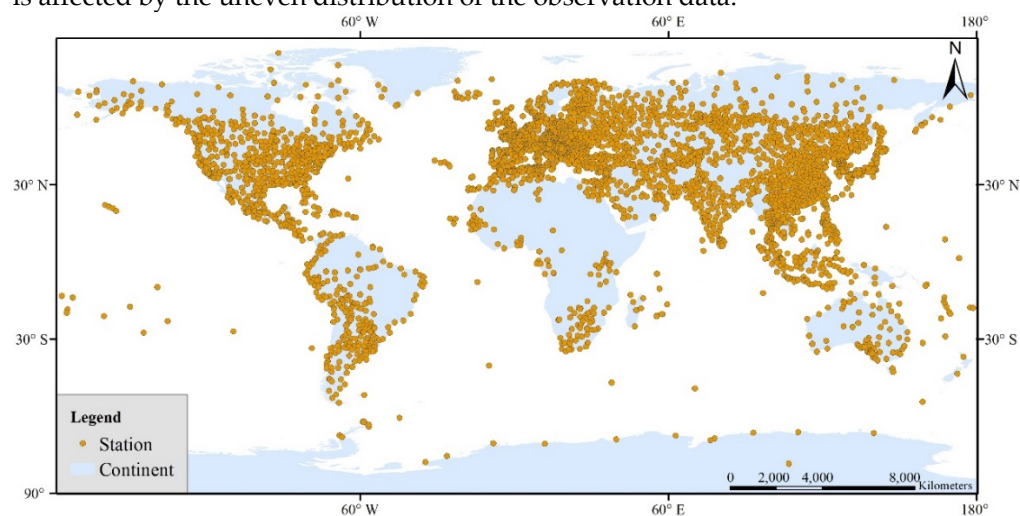 is affected by the uneven distribution of the observation data.
60° W 60° E 180°
N
30° N 30° N
30° S 30° S
Legend
Station
Continent
0 2,000 4,000 8,000
Kilometers
90°
60° W 60° E 180°